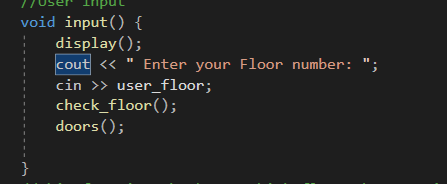 //User input
void input() {
display();
cout << " Enter your Floor number: ";
cin >> user_floor;
check_floor();
doors();
}